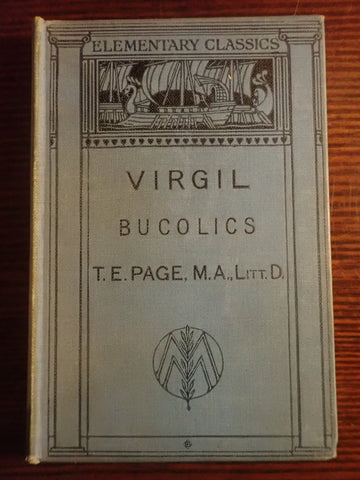 ELEMENTARY CLASSICS
VIRGIL
BUCOLICS
T. E. PAGE, M.A., LITT. D.